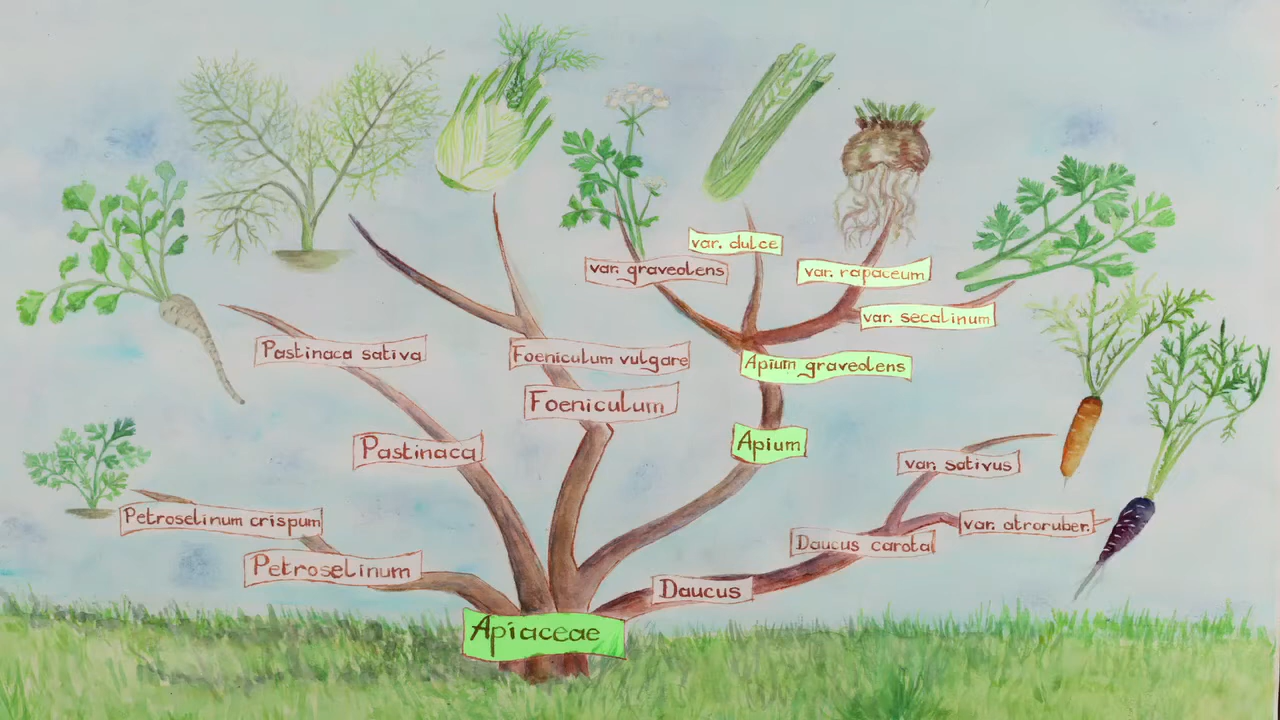 var. dulce
var. graveolens
var. rapaceum
var. secalinum
Pastinaca sativa
Foeniculum vulgare
Apium graveolens
Foeniculum
Pastinaca
Apium
var. sativus
Petroselinum crispum
var. atroruber.
Daucus carota
Petroselinum
Daucus
Apiaceae